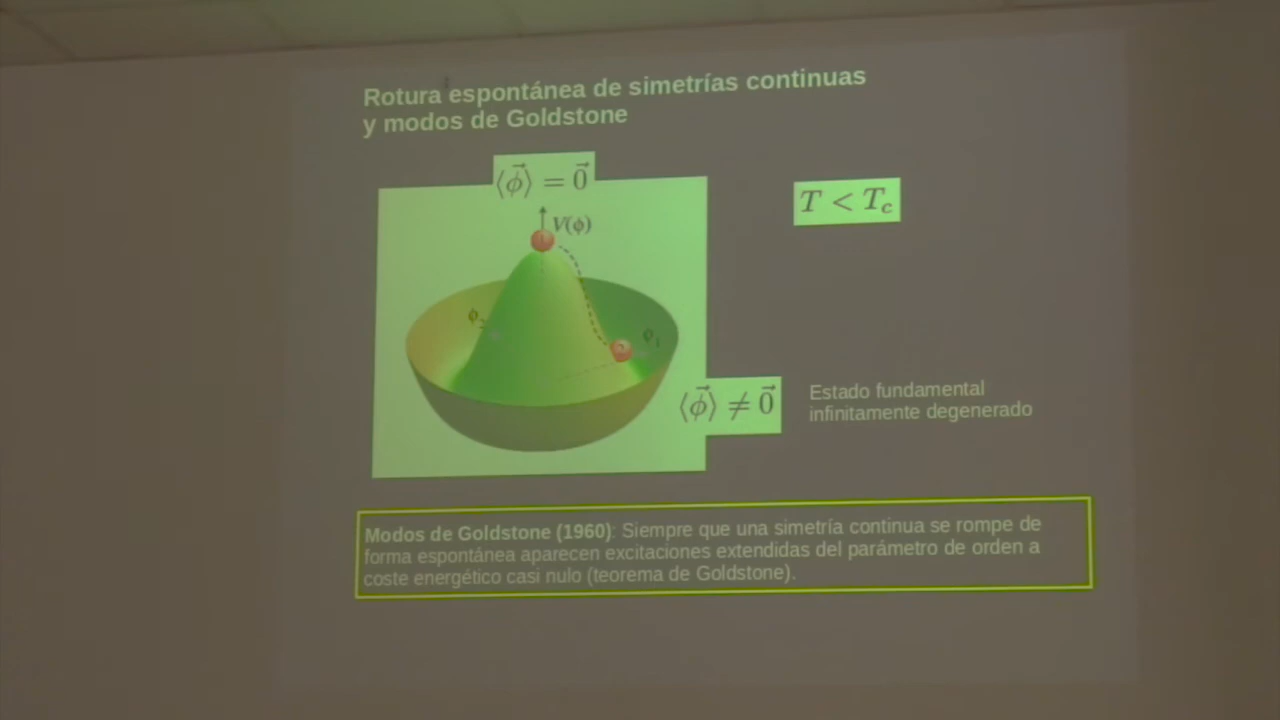 Rotura espontánea de simetrías continuas
y modos de Goldstone
⟨ϕ⃗⟩ = 0⃗
T < T_c
V(ϕ)
ϕ₂
ϕ₁
⟨ϕ⃗⟩ ≠ 0⃗
Estado fundamental
infinitamente degenerado
Modos de Goldstone (1960): Siempre que una simetría continua se rompe de
forma espontánea aparecen excitaciones extendidas del parámetro de orden a
coste energético casi nulo (teorema de Goldstone).